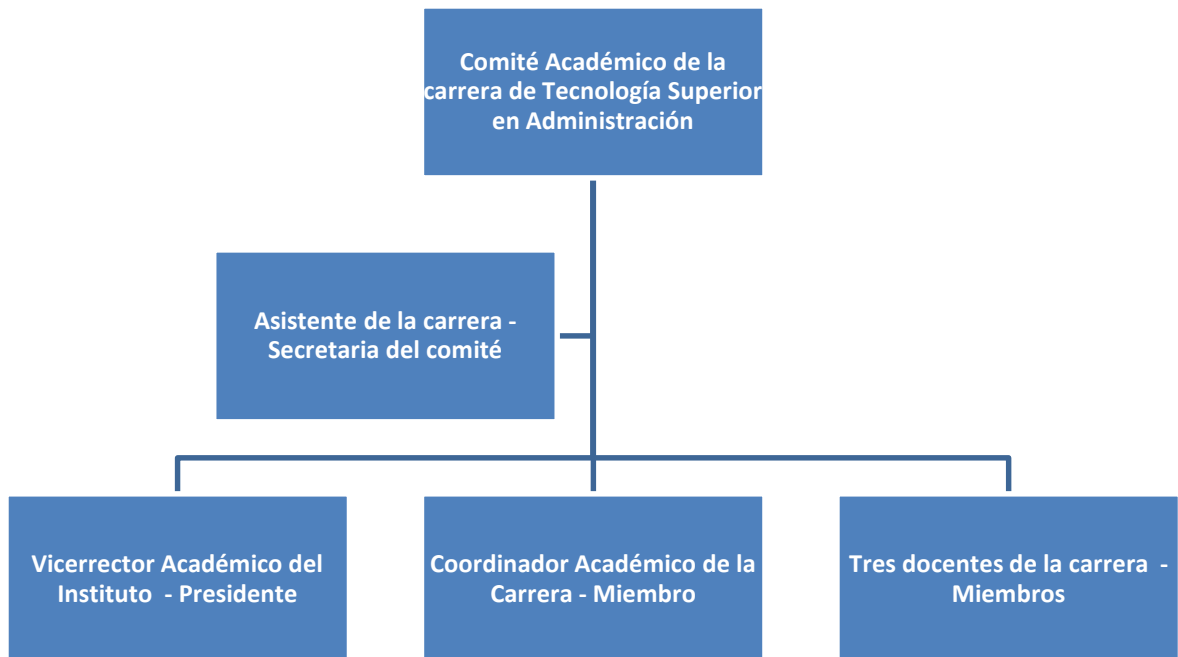 Comité Académico de la
carrera de Tecnología Superior
en Administración
Asistente de la carrera -
Secretaria del comité
Vicerrector Académico del
Instituto - Presidente
Coordinador Académico de la
Carrera - Miembro
Tres docentes de la carrera -
Miembros